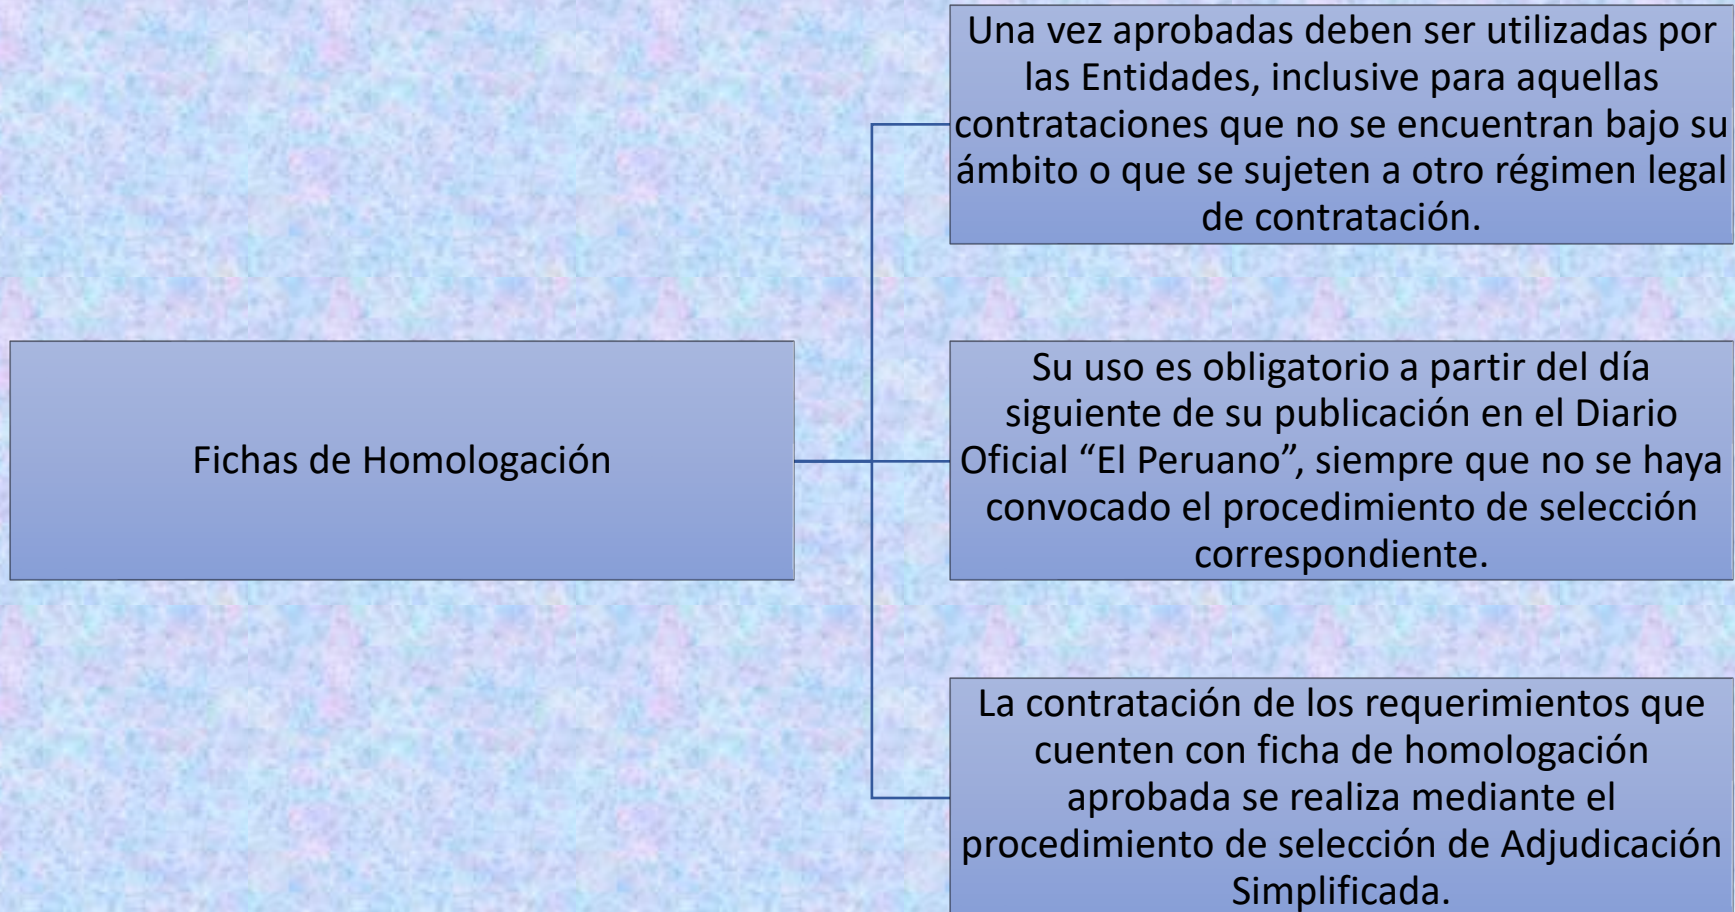 Fichas de Homologación
Una vez aprobadas deben ser utilizadas por
las Entidades, inclusive para aquellas
contrataciones que no se encuentran bajo su
ámbito o que se sujeten a otro régimen legal
de contratación.
Su uso es obligatorio a partir del día
siguiente de su publicación en el Diario
Oficial “El Peruano”, siempre que no se haya
convocado el procedimiento de selección
correspondiente.
La contratación de los requerimientos que
cuenten con ficha de homologación
aprobada se realiza mediante el
procedimiento de selección de Adjudicación
Simplificada.